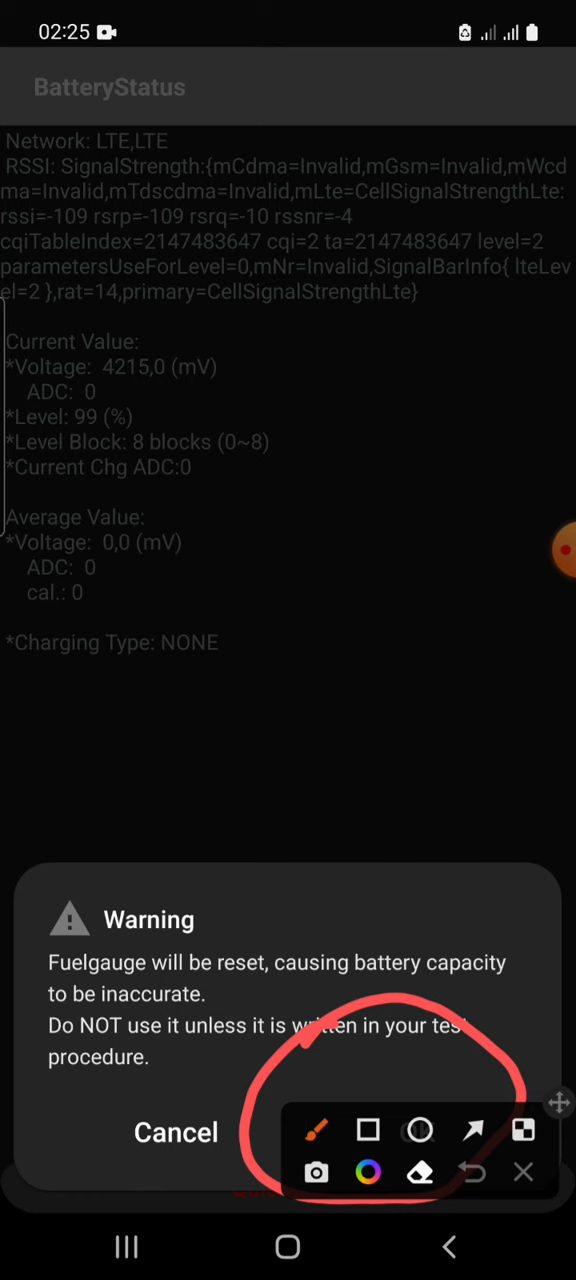 02:25
BatteryStatus
Network: LTE,LTE
RSSI: SignalStrength:{mCdma=Invalid,mGsm=Invalid,mWcd
ma=Invalid,mTdscdma=Invalid,mLte=CellSignalStrengthLte:
rssi=-109 rsrp=-109 rsrq=-10 rssnr=-4
cqiTableIndex=2147483647 cqi=2 ta=2147483647 level=2
parametersUseForLevel=0,mNr=Invalid,SignalBarInfo{ lteLev
el=2 },rat=14,primary=CellSignalStrengthLte}
Current Value:
*Voltage: 4215,0 (mV)
ADC: 0
*Level: 99 (%)
*Level Block: 8 blocks (0~8)
*Current Chg ADC:0
Average Value:
*Voltage: 0,0 (mV)
ADC: 0
cal.: 0
*Charging Type: NONE
Warning
Fuelgauge will be reset, causing battery capacity
to be inaccurate.
Do NOT use it unless it is written in your test
procedure.
Cancel